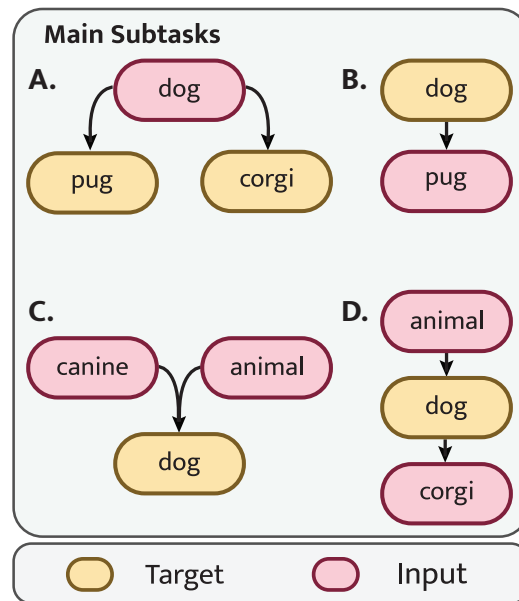 Main Subtasks
A.
dog
pug
corgi
B.
dog
pug
C.
canine
animal
dog
D.
animal
dog
corgi
Target
Input